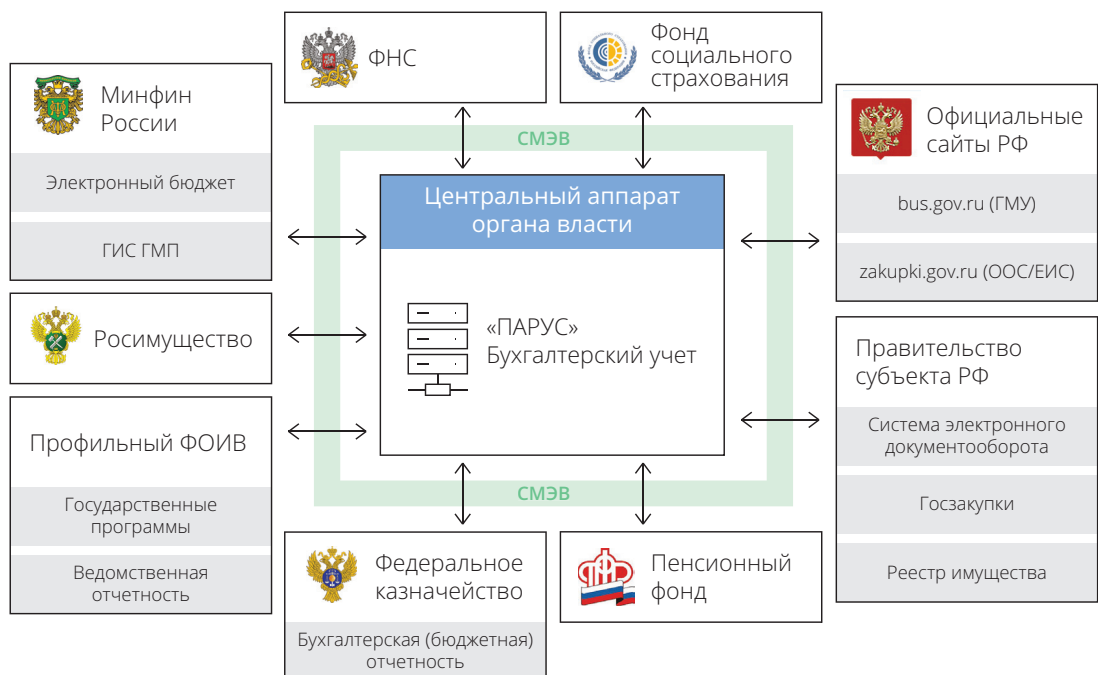 ФНС
Фонд
социального
страхования
Минфин
России
Электронный бюджет
ГИС ГМП
Росимущество
Профильный ФОИВ
Государственные
программы
Ведомственная
отчетность
СМЭВ
Центральный аппарат
органа власти
«ПАРУС»
Бухгалтерский учет
СМЭВ
Официальные
сайты РФ
bus.gov.ru (ГМУ)
zakupki.gov.ru (ООС/ЕИС)
Правительство
субъекта РФ
Система электронного
документооборота
Госзакупки
Реестр имущества
Федеральное
казначейство
Бухгалтерская (бюджетная)
отчетность
Пенсионный
фонд